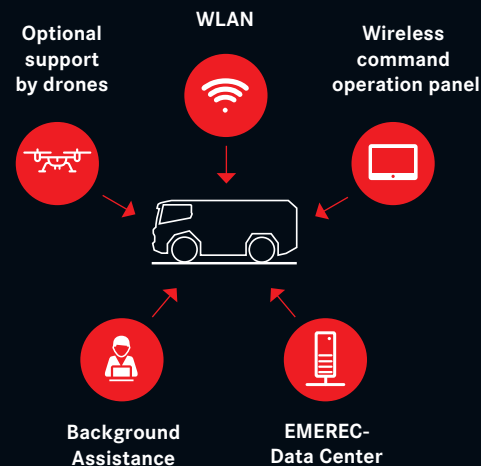 WLAN
Optional
support
by drones
Wireless
command
operation panel
Background
Assistance
EMEREC-
Data Center